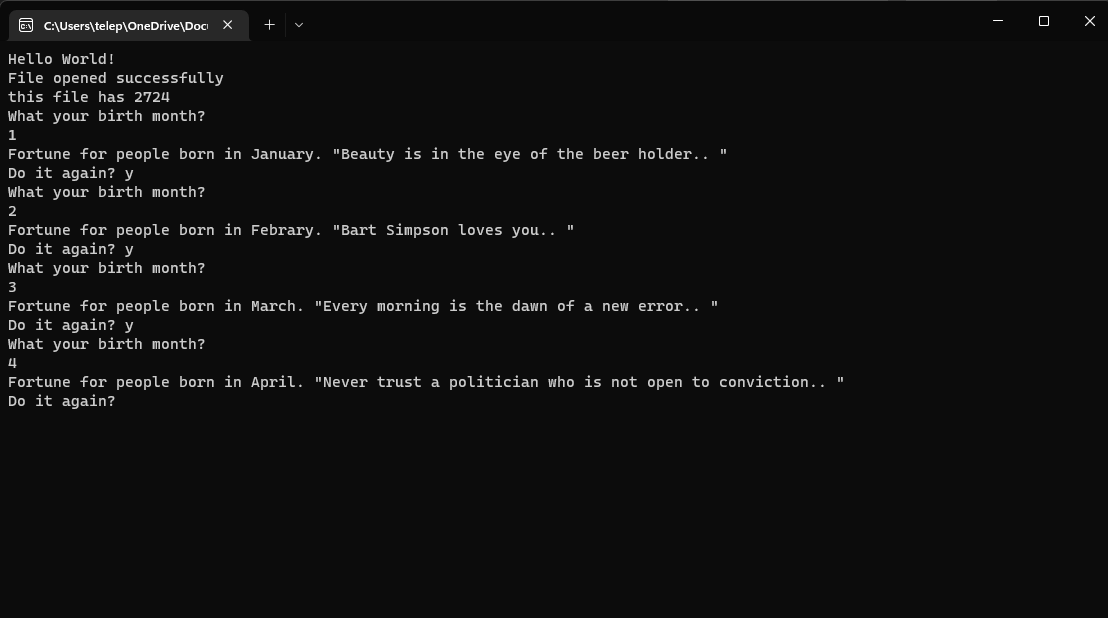 C:\Users\telep\OneDrive\Docu
Hello World!
File opened successfully
this file has 2724
What your birth month?
1
Fortune for people born in January. "Beauty is in the eye of the beer holder.. "
Do it again? y
What your birth month?
2
Fortune for people born in Febrary. "Bart Simpson loves you.. "
Do it again? y
What your birth month?
3
Fortune for people born in March. "Every morning is the dawn of a new error.. "
Do it again? y
What your birth month?
4
Fortune for people born in April. "Never trust a politician who is not open to conviction.. "
Do it again?